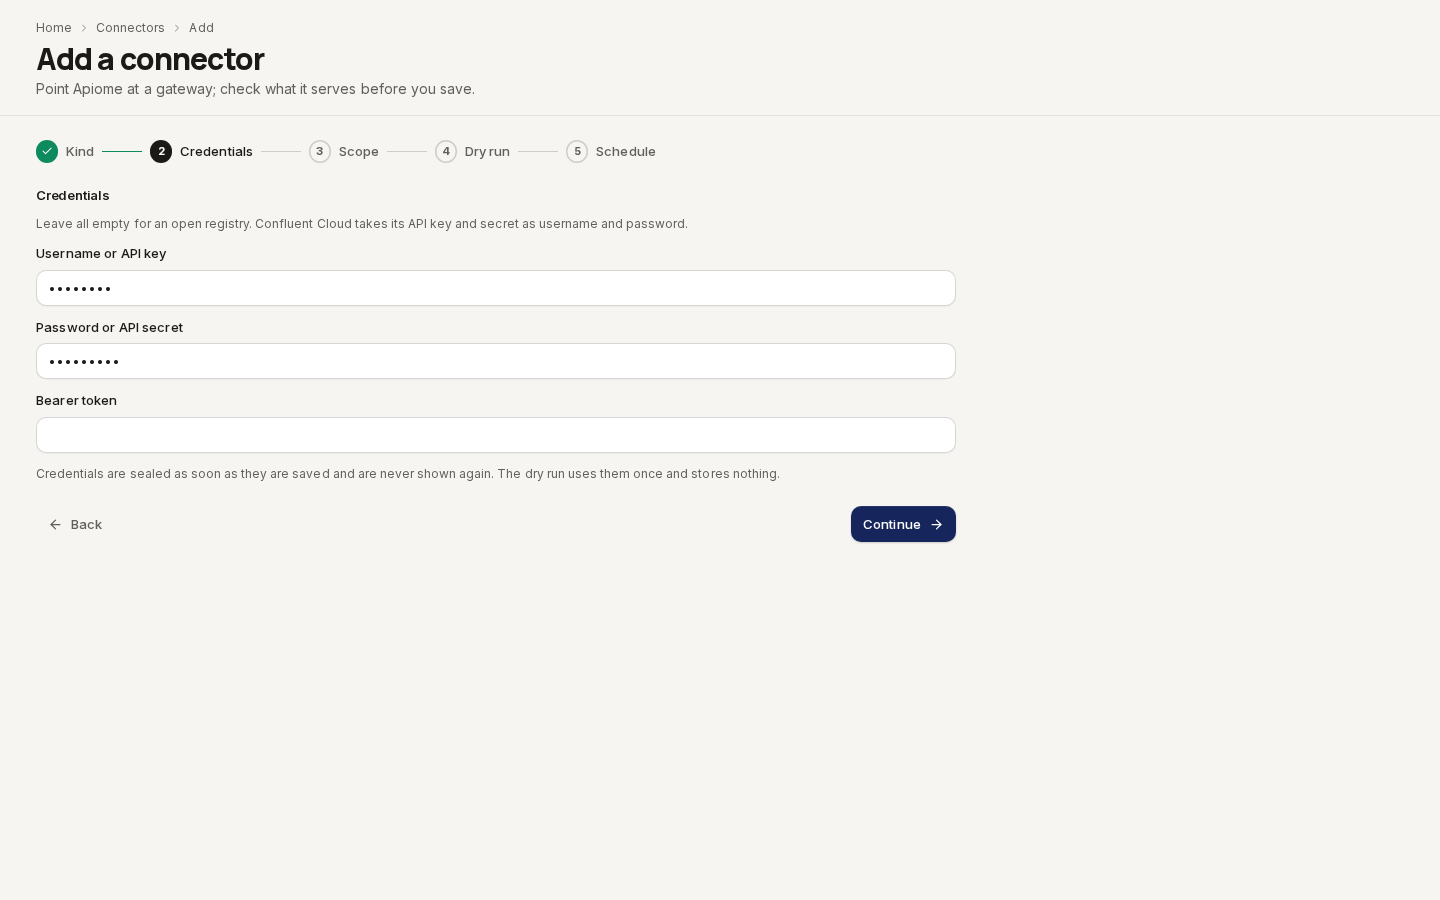 Home > Connectors > Add
Add a connector
Point Apiome at a gateway; check what it serves before you save.
Kind 2 Credentials 3 Scope 4 Dry run 5 Schedule
Credentials
Leave all empty for an open registry. Confluent Cloud takes its API key and secret as username and password.
Username or API key
••••••••
Password or API secret
•••••••••
Bearer token
Credentials are sealed as soon as they are saved and are never shown again. The dry run uses them once and stores nothing.
← Back
Continue →